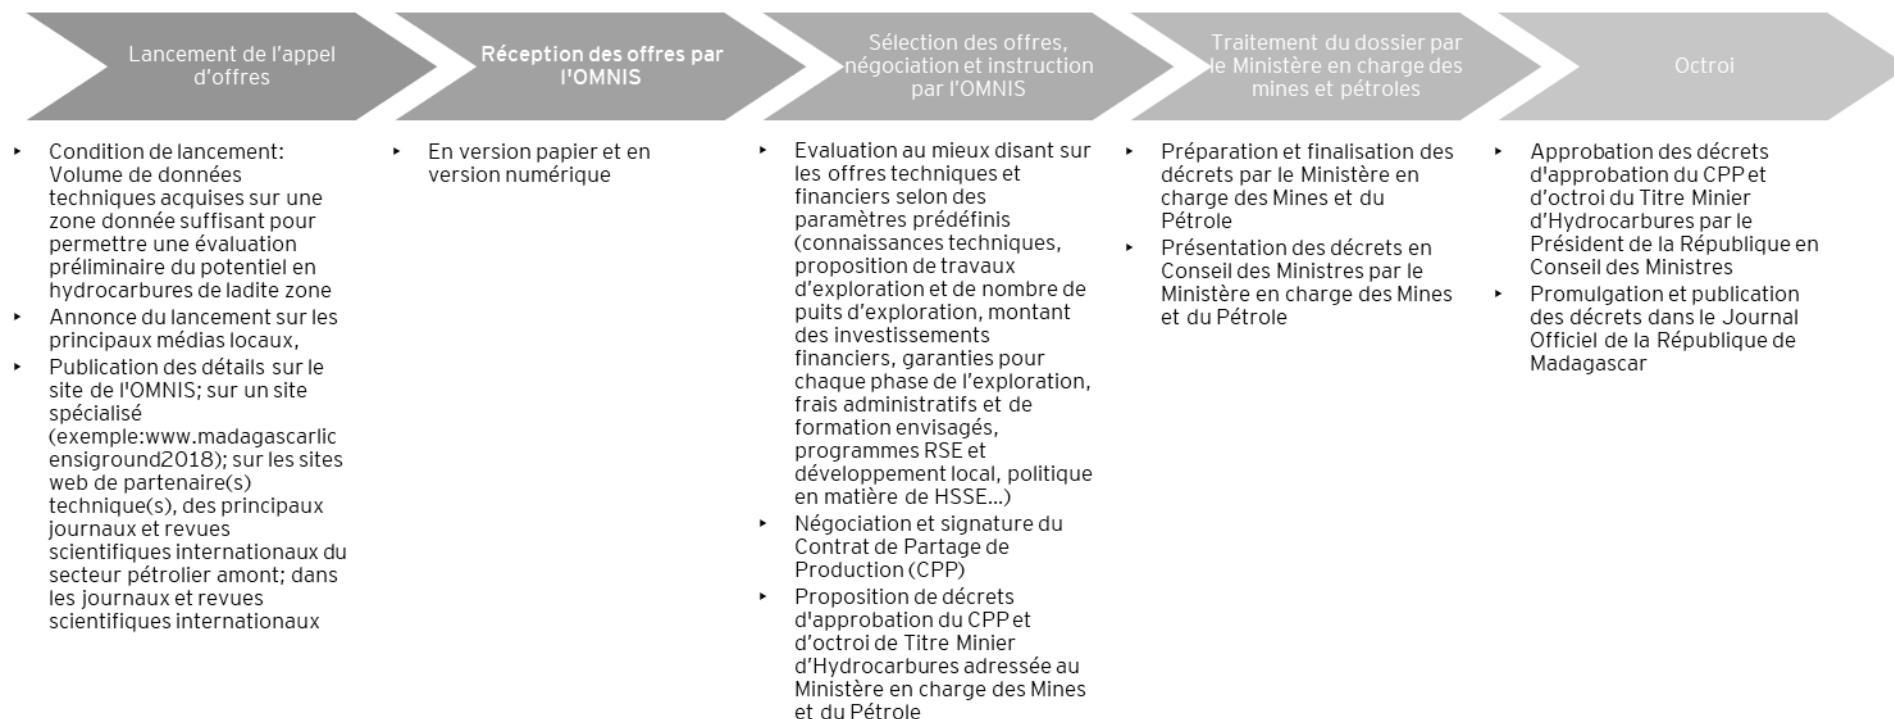 Lancement de l'appel
d'offres
Réception des offres par
l'OMNIS
Sélection des offres,
négociation et instruction
par l'OMNIS
Traitement du dossier par
le Ministère en charge des
mines et pétroles
Octroi
‣ Condition de lancement:
Volume de données
techniques acquises sur une
zone donnée suffisant pour
permettre une évaluation
préliminaire du potentiel en
hydrocarbures de ladite zone
‣ Annonce du lancement sur les
principaux médias locaux,
‣ Publication des détails sur le
site de l'OMNIS; sur un site
spécialisé
(exemple:www.madagascarlic
ensiground2018); sur les sites
web de partenaire(s)
technique(s), des principaux
journaux et revues
scientifiques internationaux du
secteur pétrolier amont; dans
les journaux et revues
scientifiques internationaux
‣ En version papier et en
version numérique
‣ Evaluation au mieux disant sur
les offres techniques et
financiers selon des
paramètres prédéfinis
(connaissances techniques,
proposition de travaux
d'exploration et de nombre de
puits d'exploration, montant
des investissements
financiers, garanties pour
chaque phase de l'exploration,
frais administratifs et de
formation envisagés,
programmes RSE et
développement local, politique
en matière de HSSE...)
‣ Négociation et signature du
Contrat de Partage de
Production (CPP)
‣ Proposition de décrets
d'approbation du CPP et
d'octroi de Titre Minier
d'Hydrocarbures adressée au
Ministère en charge des Mines
et du Pétrole
‣ Préparation et finalisation des
décrets par le Ministère en
charge des Mines et du
Pétrole
‣ Présentation des décrets en
Conseil des Ministres par le
Ministère en charge des Mines
et du Pétrole
‣ Approbation des décrets
d'approbation du CPP et
d'octroi du Titre Minier
d'Hydrocarbures par le
Président de la République en
Conseil des Ministres
‣ Promulgation et publication
des décrets dans le Journal
Officiel de la République de
Madagascar